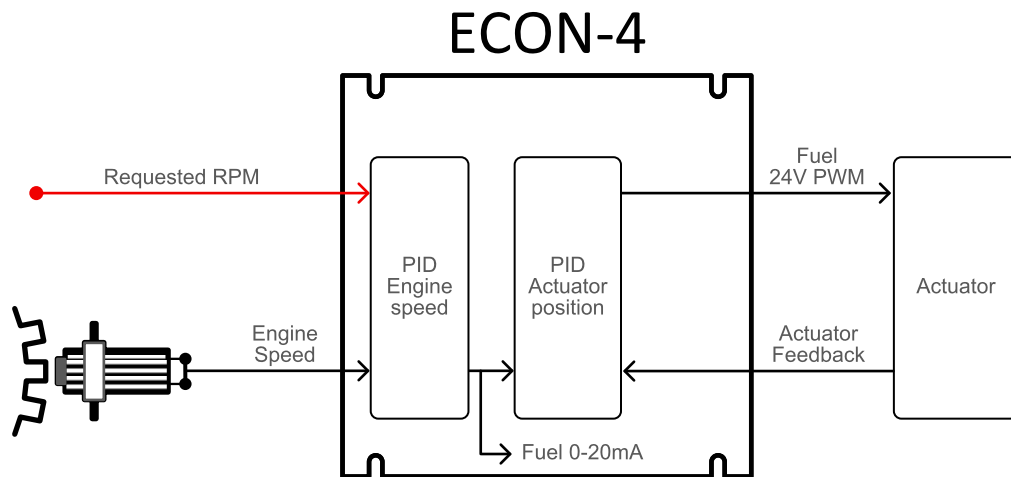 ECON-4
Requested RPM
Fuel
24V PWM
PID
Engine
speed
PID
Actuator
position
Actuator
Engine
Speed
Actuator
Feedback
Fuel 0-20mA